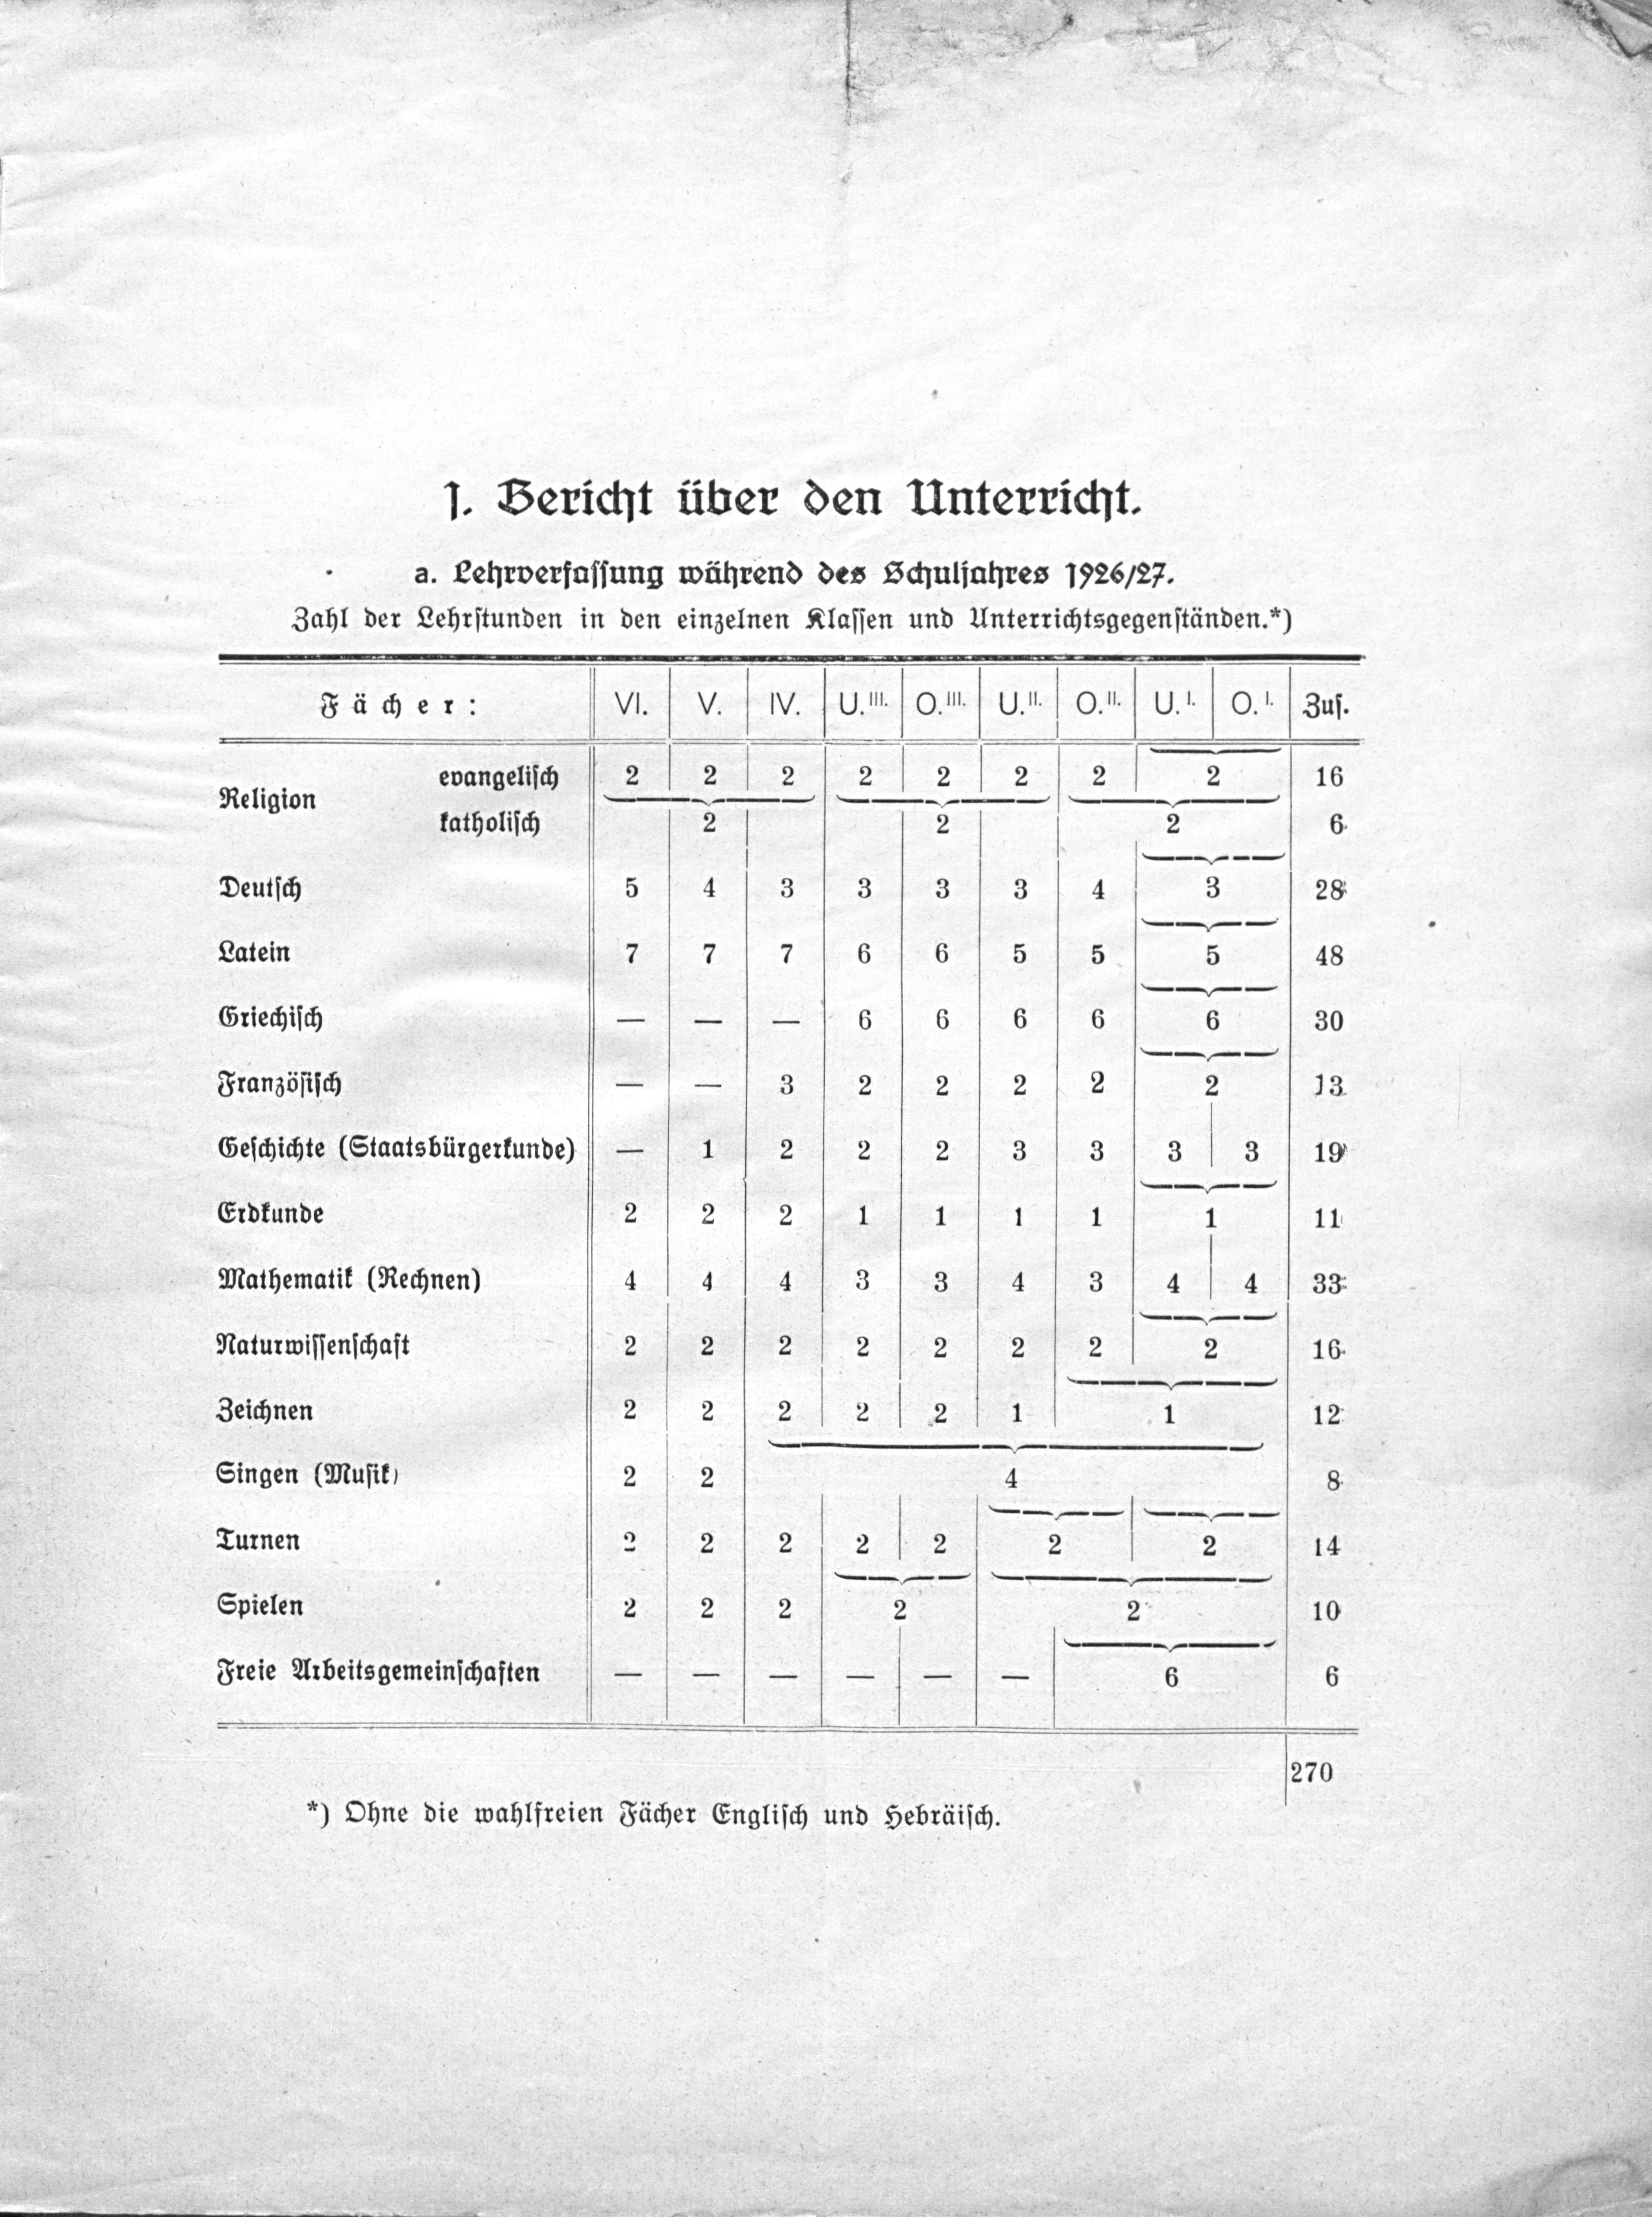 1. Bericht über den Unterricht.
a. Lehrverfassung während des Schuljahres 1926/27.
Zahl der Lehrstunden in den einzelnen Klassen und Unterrichtsgegenständen.*)
Fächer: VI. V. IV. U.III. O.III. U.II. O.II. U.I. O.I. Zus.
Religion evangelisch 2 2 2 2 2 2 2 2 16
katholisch 2 2 2 6
Deutsch 5 4 3 3 3 3 4 3 28
Latein 7 7 7 6 6 5 5 5 48
Griechisch — — — 6 6 6 6 6 30
Französisch — — 3 2 2 2 2 2 13
Geschichte (Staatsbürgerkunde) — 1 2 2 2 3 3 3 3 19
Erdkunde 2 2 2 1 1 1 1 1 11
Mathematik (Rechnen) 4 4 4 3 3 4 3 4 4 33
Naturwissenschaft 2 2 2 2 2 2 2 2 16
Zeichnen 2 2 2 2 2 1 1 12
Singen (Musik) 2 2 4 8
Turnen 2 2 2 2 2 2 2 14
Spielen 2 2 2 2 2 10
Freie Arbeitsgemeinschaften — — — — — — 6 6
270
*) Ohne die wahlfreien Fächer Englisch und Hebräisch.